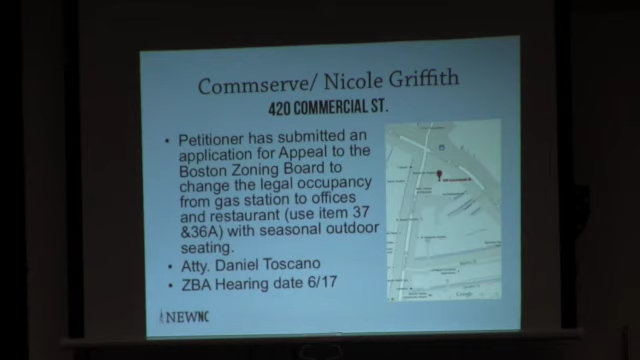 Commserve/ Nicole Griffith
420 COMMERCIAL ST.
• Petitioner has submitted an
application for Appeal to the
Boston Zoning Board to
change the legal occupancy
from gas station to offices
and restaurant (use item 37
&36A) with seasonal outdoor
seating.
• Atty. Daniel Toscano
• ZBA Hearing date 6/17
NEWNC
Google